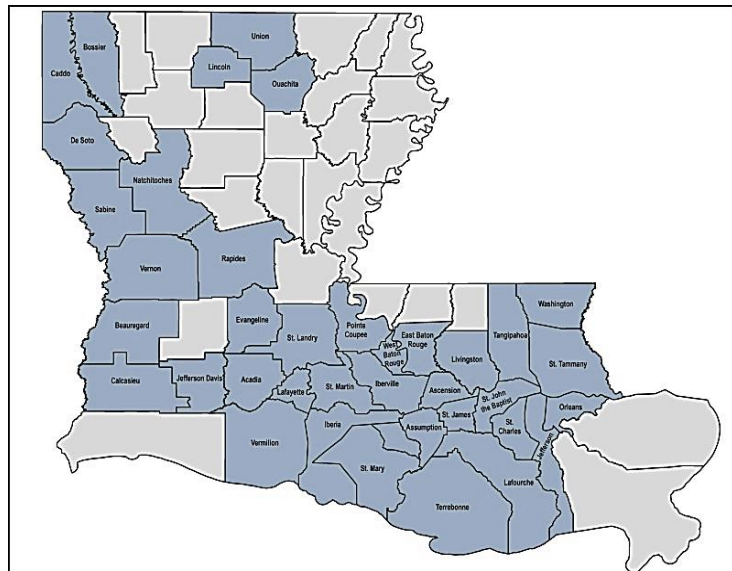 Union
Bossier
Lincoln
Caddo
Ouachita
De Soto
Natchitoches
Sabine
Rapides
Vernon
Washington
Evangeline
Pointe
Coupee
East Baton
Rouge
Tangipahoa
Beauregard
St. Landry
West
Baton
Rouge
Livingston
St. Tammany
Calcasieu
Jefferson Davis
Acadia
Lafayette
St. Martin
Iberville
Ascension
St. John
the Baptist
Orleans
St. James
Iberia
Assumption
St.
Charles
Jefferson
Vermilion
St. Mary
Lafourche
Terrebonne